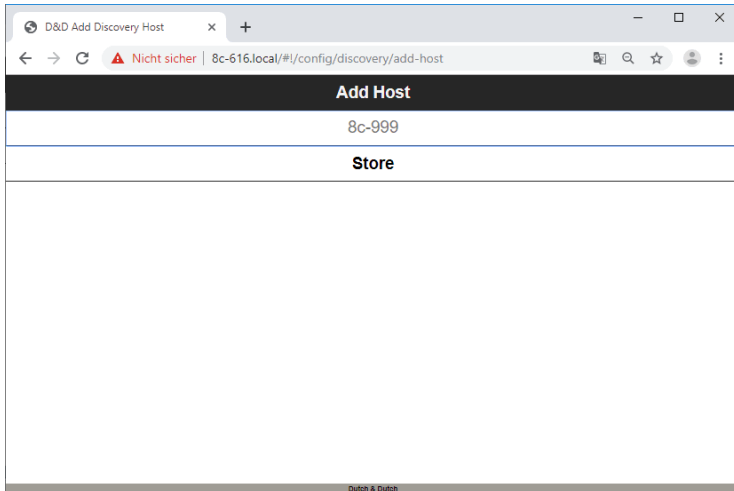 D&D Add Discovery Host
Nicht sicher 8c-616.local/#!/config/discovery/add-host
Add Host
8c-999
Store
Dutch & Dutch